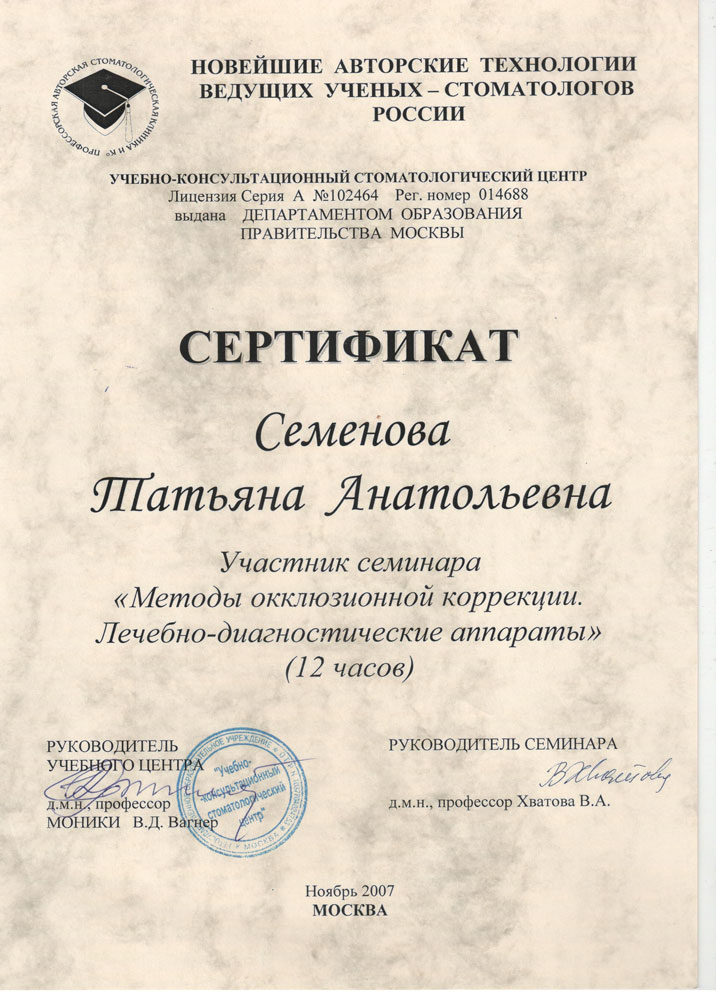 ПРОФЕССОРСКАЯ АВТОРСКАЯ СТОМАТОЛОГИЧЕСКАЯ КЛИНИКА И К°
НОВЕЙШИЕ АВТОРСКИЕ ТЕХНОЛОГИИ
ВЕДУЩИХ УЧЕНЫХ – СТОМАТОЛОГОВ
РОССИИ
УЧЕБНО-КОНСУЛЬТАЦИОННЫЙ СТОМАТОЛОГИЧЕСКИЙ ЦЕНТР
Лицензия Серия А №102464 Рег. номер 014688
выдана ДЕПАРТАМЕНТОМ ОБРАЗОВАНИЯ
ПРАВИТЕЛЬСТВА МОСКВЫ
СЕРТИФИКАТ
Семенова
Татьяна Анатольевна
Участник семинара
«Методы окклюзионной коррекции.
Лечебно-диагностические аппараты»
(12 часов)
РУКОВОДИТЕЛЬ
УЧЕБНОГО ЦЕНТРА
д.м.н., профессор
МОНИКИ В.Д. Вагнер
"Учебно-
консультационный
стоматологический
центр"
МОСКВА
РУКОВОДИТЕЛЬ СЕМИНАРА
д.м.н., профессор Хватова В.А.
Ноябрь 2007
МОСКВА